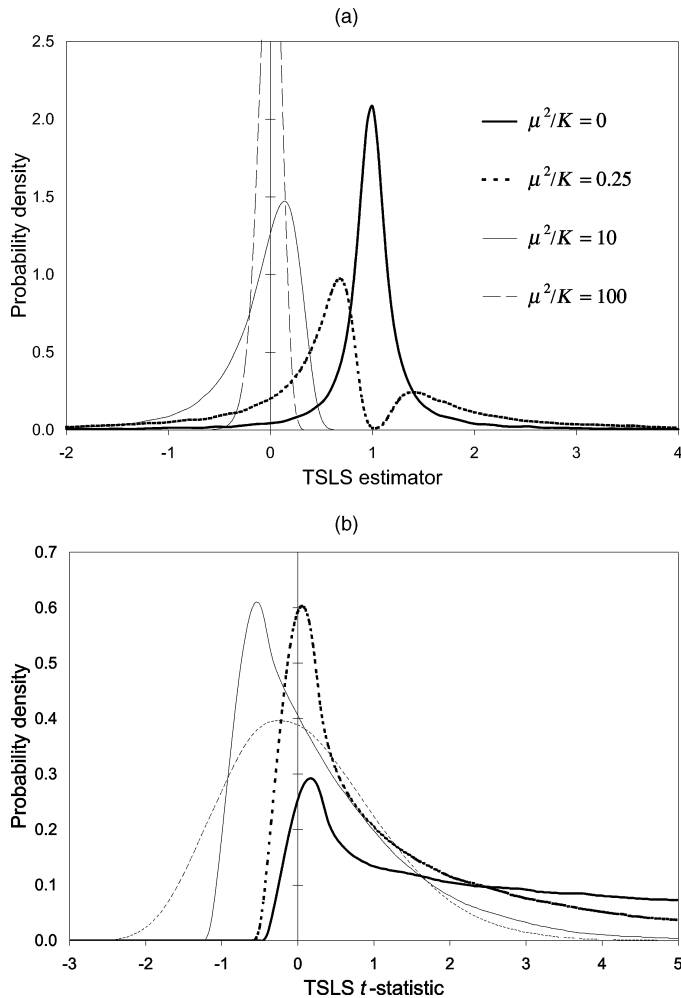 (a)
2.5
2.0
1.5
1.0
0.5
0.0
Probability density
μ²/K = 0
μ²/K = 0.25
μ²/K = 10
μ²/K = 100
-2 -1 0 1 2 3 4
TSLS estimator
(b)
0.7
0.6
0.5
0.4
0.3
0.2
0.1
0.0
Probability density
-3 -2 -1 0 1 2 3 4 5
TSLS t-statistic